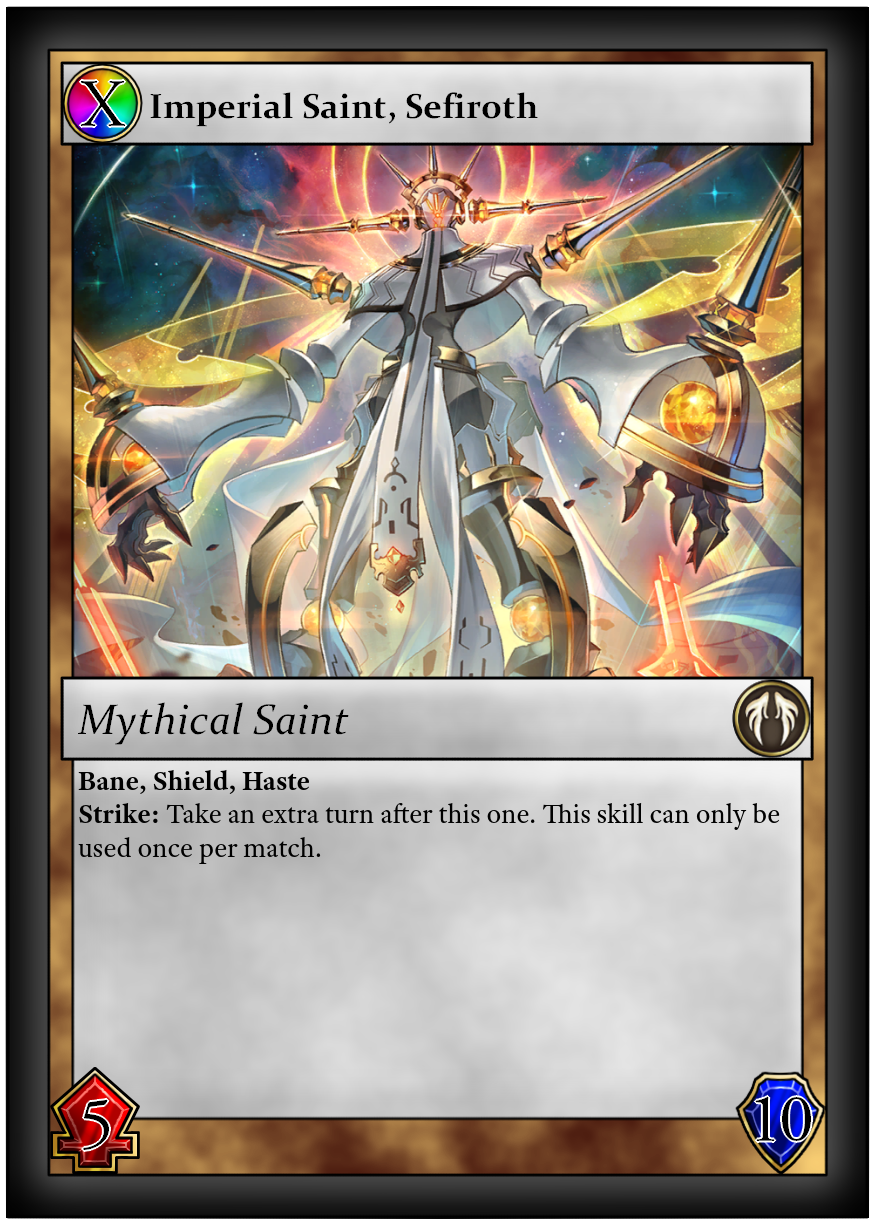 X
Imperial Saint, Sefiroth
Mythical Saint
Bane, Shield, Haste
Strike: Take an extra turn after this one. This skill can only be
used once per match.
5
10